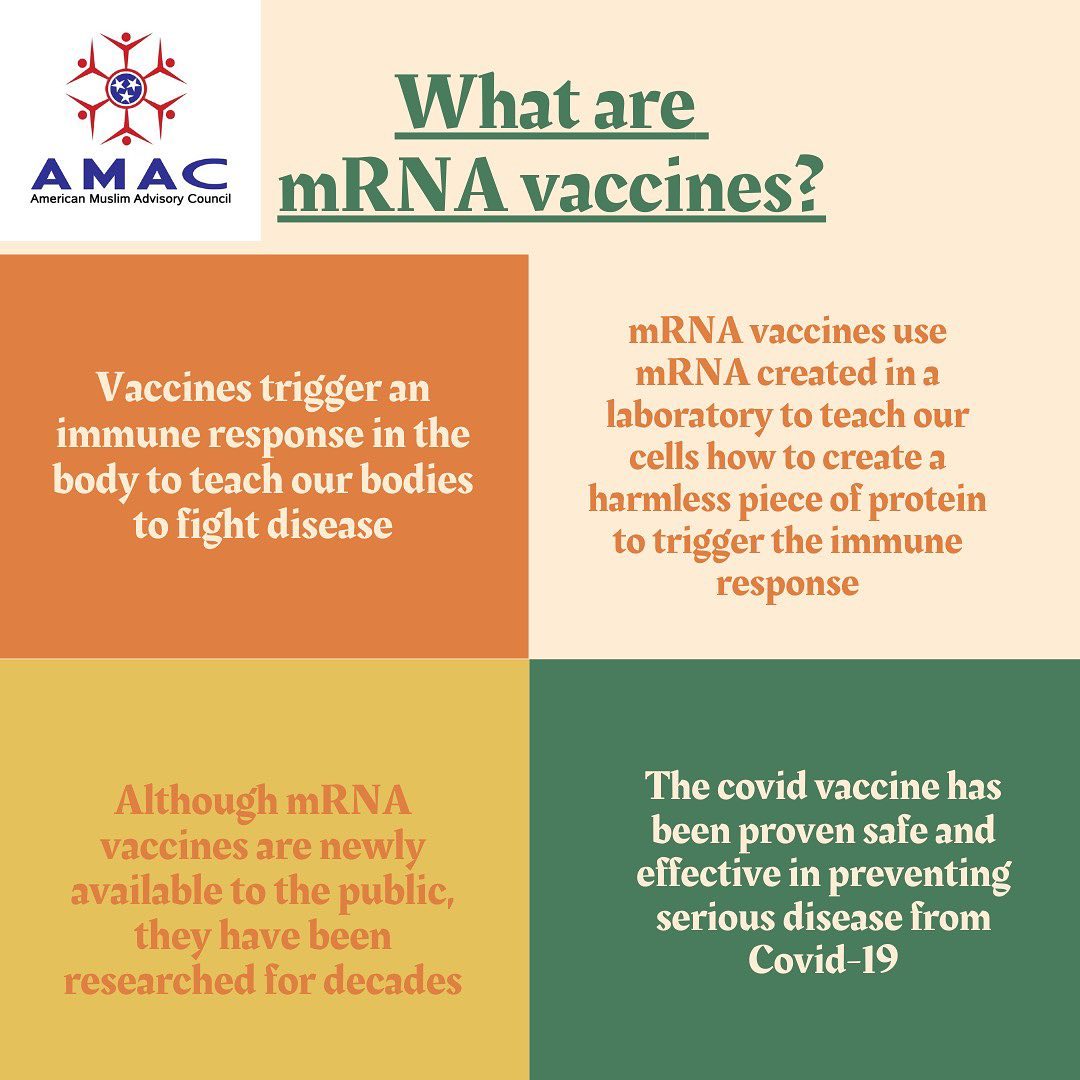 AMAC
American Muslim Advisory Council
What are
mRNA vaccines?
Vaccines trigger an
immune response in the
body to teach our bodies
to fight disease
mRNA vaccines use
mRNA created in a
laboratory to teach our
cells how to create a
harmless piece of protein
to trigger the immune
response
Although mRNA
vaccines are newly
available to the public,
they have been
researched for decades
The covid vaccine has
been proven safe and
effective in preventing
serious disease from
Covid-19